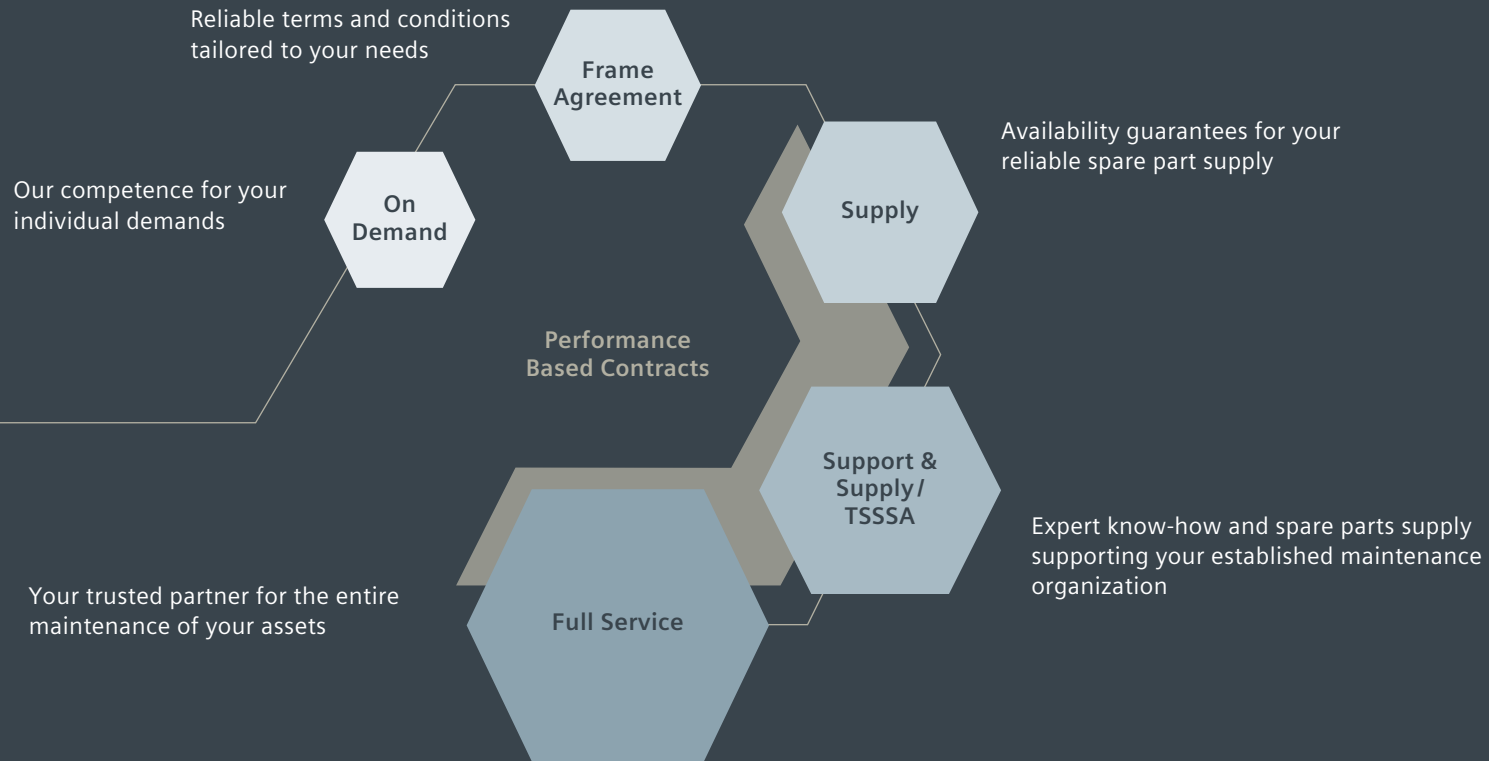 Reliable terms and conditions
tailored to your needs
Frame
Agreement
Availability guarantees for your
reliable spare part supply
Our competence for your
individual demands
On
Demand
Supply
Performance
Based Contracts
Support &
Supply/
TSSSA
Expert know-how and spare parts supply
supporting your established maintenance
organization
Your trusted partner for the entire
maintenance of your assets
Full Service